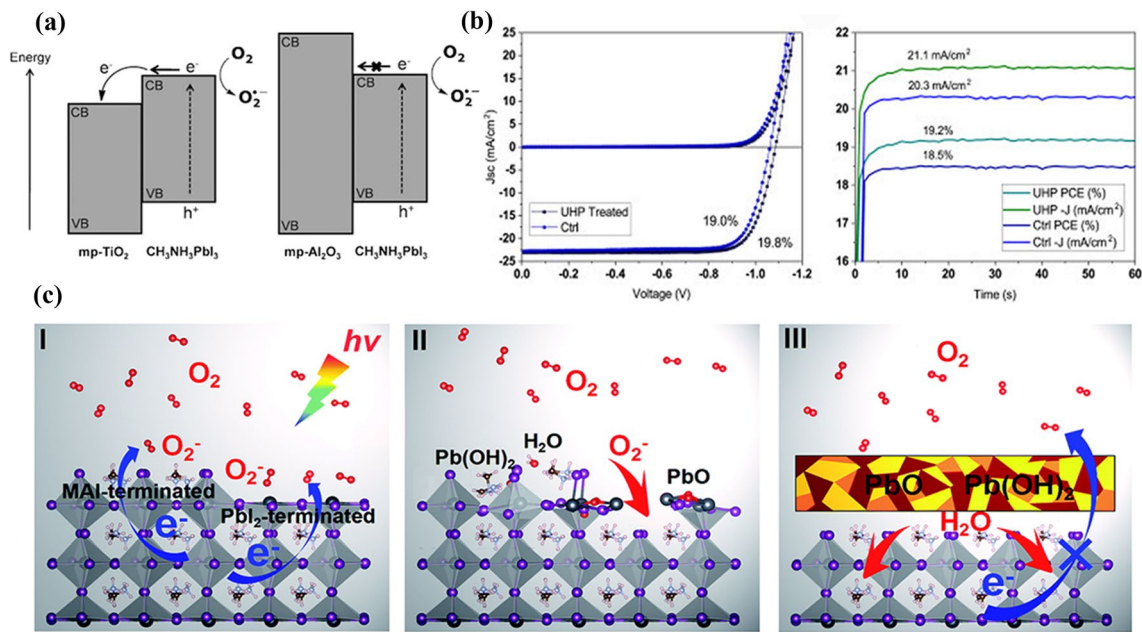 (a)
Energy
CB
e⁻
CB
e⁻
O₂
O₂•⁻
VB
VB
h⁺
mp-TiO₂
CH₃NH₃PbI₃
CB
CB
e⁻
O₂
O₂•⁻
VB
VB
h⁺
mp-Al₂O₃
CH₃NH₃PbI₃
(b)
Jsc (mA/cm²)
25
20
15
10
5
0
-5
-10
-15
-20
-25
UHP Treated
Ctrl
19.0%
19.8%
0.0
-0.2
-0.4
-0.6
-0.8
-1.0
-1.2
Voltage (V)
22
21
20
19
18
17
16
21.1 mA/cm²
20.3 mA/cm²
19.2%
18.5%
UHP PCE (%)
UHP -J (mA/cm²)
Ctrl PCE (%)
Ctrl -J (mA/cm²)
0
10
20
30
40
50
60
Time (s)
(c)
I
hv
O₂
O₂⁻
O₂⁻
MAI-terminated
PbI₂-terminated
e⁻
e⁻
II
O₂
H₂O
O₂⁻
Pb(OH)₂
PbO
III
O₂
PbO
Pb(OH)₂
H₂O
e⁻